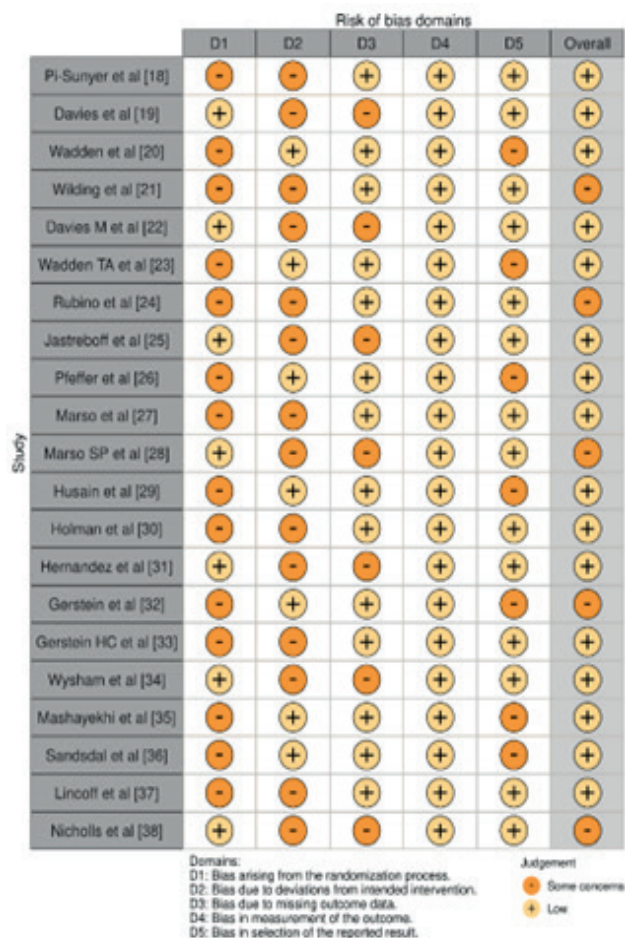 Risk of bias domains
D1 D2 D3 D4 D5 Overall
Study
Pi-Sunyer et al [18] - - + + + +
Davies et al [19] + - - + + +
Wadden et al [20] - + + + - +
Wilding et al [21] - - + + + -
Davies M et al [22] + - - + + +
Wadden TA et al [23] - + + + - +
Rubino et al [24] - - + + + -
Jastreboff et al [25] + - - + + +
Pfeffer et al [26] - + + + - +
Marso et al [27] - - + + + +
Marso SP et al [28] + - - + + -
Husain et al [29] - + + + - +
Holman et al [30] - - + + + +
Hernandez et al [31] + - - + + +
Gerstein et al [32] - + + + - -
Gerstein HC et al [33] - - + + + +
Wysham et al [34] + - - + + +
Mashayekhi et al [35] - + + + - +
Sandsdal et al [36] - + + + - +
Lincoff et al [37] - - + + + +
Nicholls et al [38] + - - + + -
Domains:
D1: Bias arising from the randomization process.
D2: Bias due to deviations from intended intervention.
D3: Bias due to missing outcome data.
D4: Bias in measurement of the outcome.
D5: Bias in selection of the reported result.
Judgement
- Some concerns
+ Low